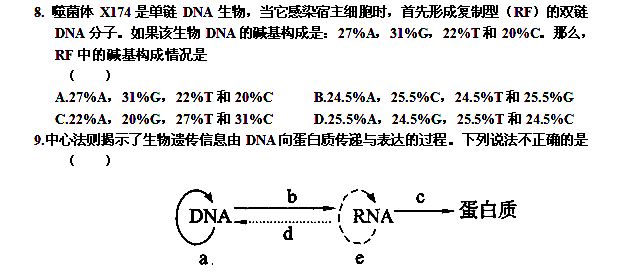 8. 噬菌体 X174 是单链 DNA 生物，当它感染宿主细胞时，首先形成复制型（RF）的双链
DNA 分子。如果该生物 DNA 的碱基构成是：27%A，31%G，22%T 和 20%C。那么，
RF 中的碱基构成情况是
（ ）
A.27%A，31%G，22%T 和 20%C B.24.5%A，25.5%C，24.5%T 和 25.5%G
C.22%A，20%G，27%T 和 31%C D.25.5%A，24.5%G，25.5%T 和 24.5%C
9.中心法则揭示了生物遗传信息由 DNA 向蛋白质传递与表达的过程。下列说法不正确的是
（ ）
b c
DNA RNA 蛋白质
d
a. e